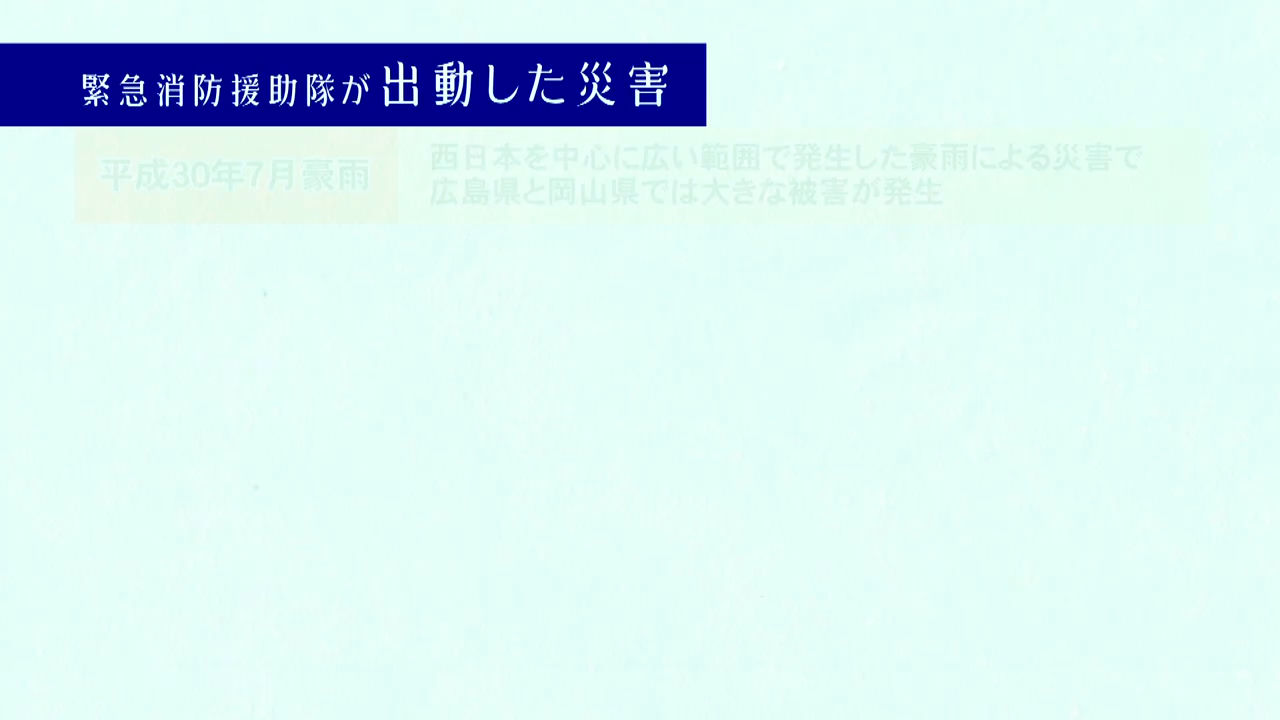 緊急消防援助隊が出動した災害
平成30年7月豪雨
西日本を中心に広い範囲で発生した豪雨による災害で
広島県と岡山県では大きな被害が発生